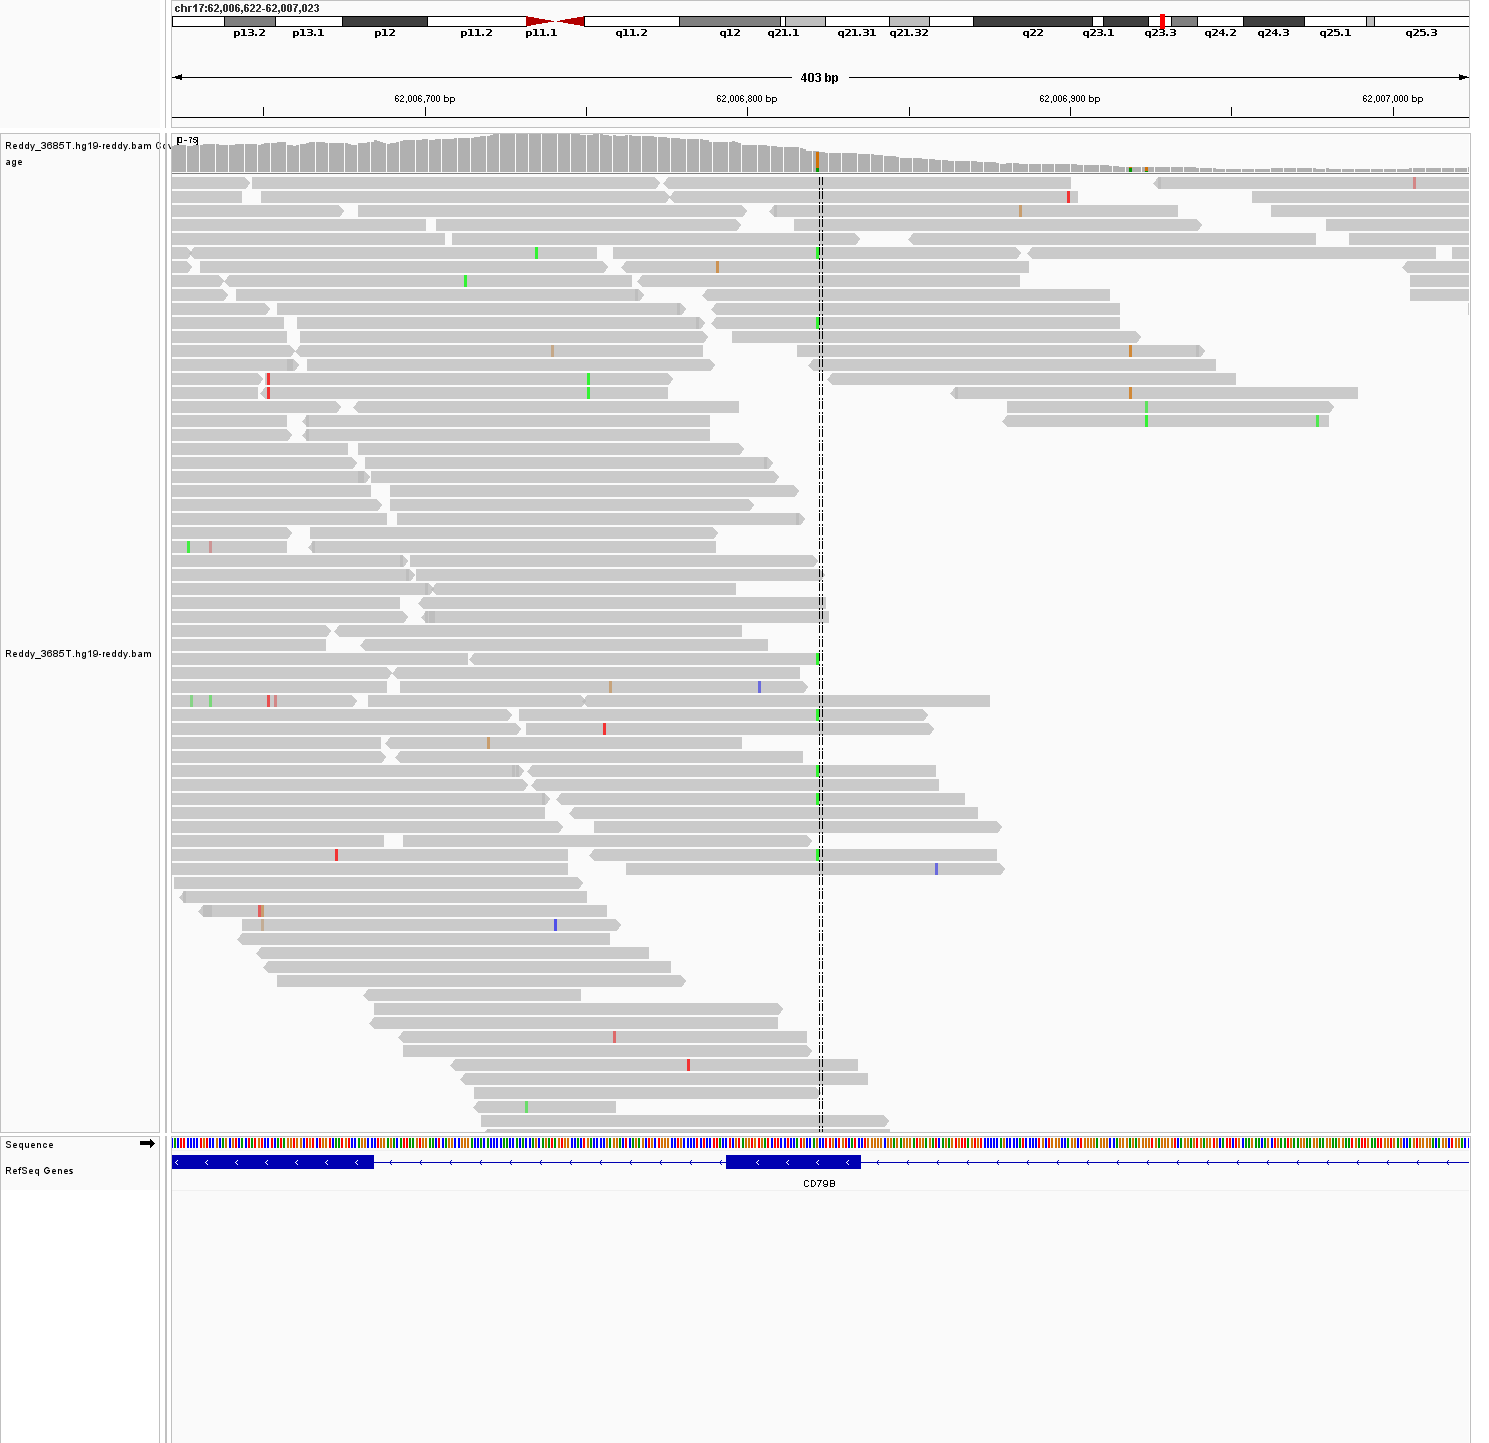 chr17:62,006,622-62,007,023
p13.2 p13.1 p12 p11.2 p11.1 q11.2 q12 q21.1 q21.31 q21.32 q22 q23.1 q23.3 q24.2 q24.3 q25.1 q25.3
403 bp
62,006,700 bp 62,006,800 bp 62,006,900 bp 62,007,000 bp
Reddy_3685T.hg19-reddy.bam Cov
age
Reddy_3685T.hg19-reddy.bam
Sequence
RefSeq Genes
CD79B